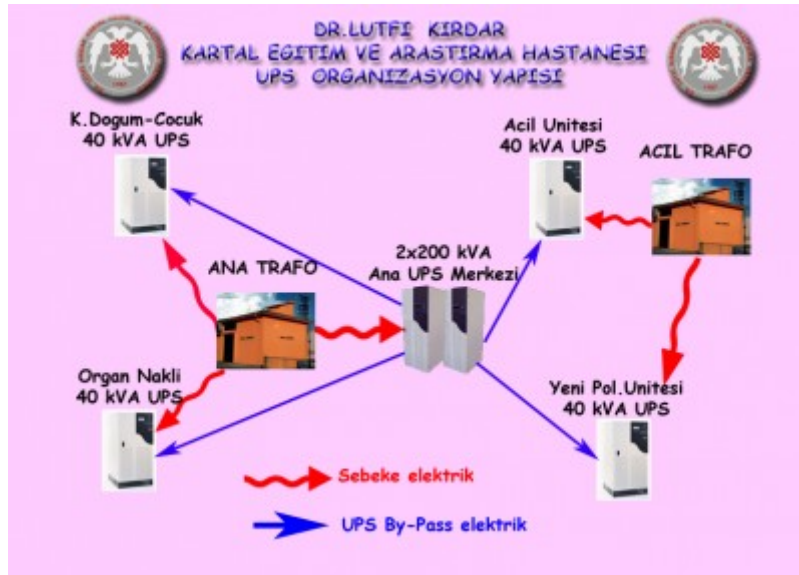 DR.LUTFI KIRDAR
KARTAL EGITIM VE ARASTIRMA HASTANESI
UPS ORGANIZASYON YAPISI
K.Dogum-Cocuk
40 kVA UPS
Acil Unitesi
40 kVA UPS
ACIL TRAFO
2x200 kVA
Ana UPS Merkezi
ANA TRAFO
Organ Nakli
40 kVA UPS
Yeni Pol.Unitesi
40 kVA UPS
Sebeke elektrik
UPS By-Pass elektrik